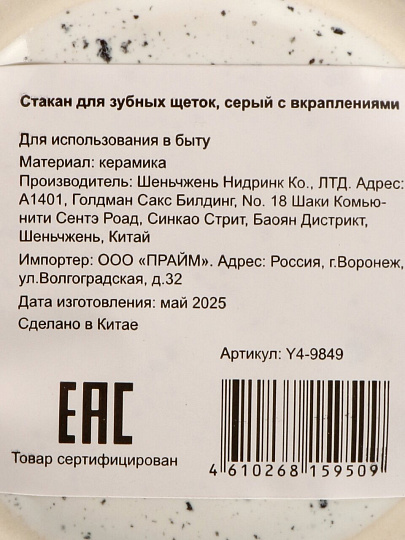 Стакан для зубных щеток, серый с вкраплениями
Для использования в быту
Материал: керамика
Производитель: Шеньчжень Нидринк Ко., ЛТД. Адрес:
А1401, Голдман Сакс Билдинг, No. 18 Шаки Комью-
нити Сентэ Роад, Синкао Стрит, Баоян Дистрикт,
Шеньчжень, Китай
Импортер: ООО «ПРАЙМ». Адрес: Россия, г.Воронеж,
ул.Волгоградская, д.32
Дата изготовления: май 2025
Сделано в Китае
Артикул: Y4-9849
EAC
Товар сертифицирован
4 610268 159509